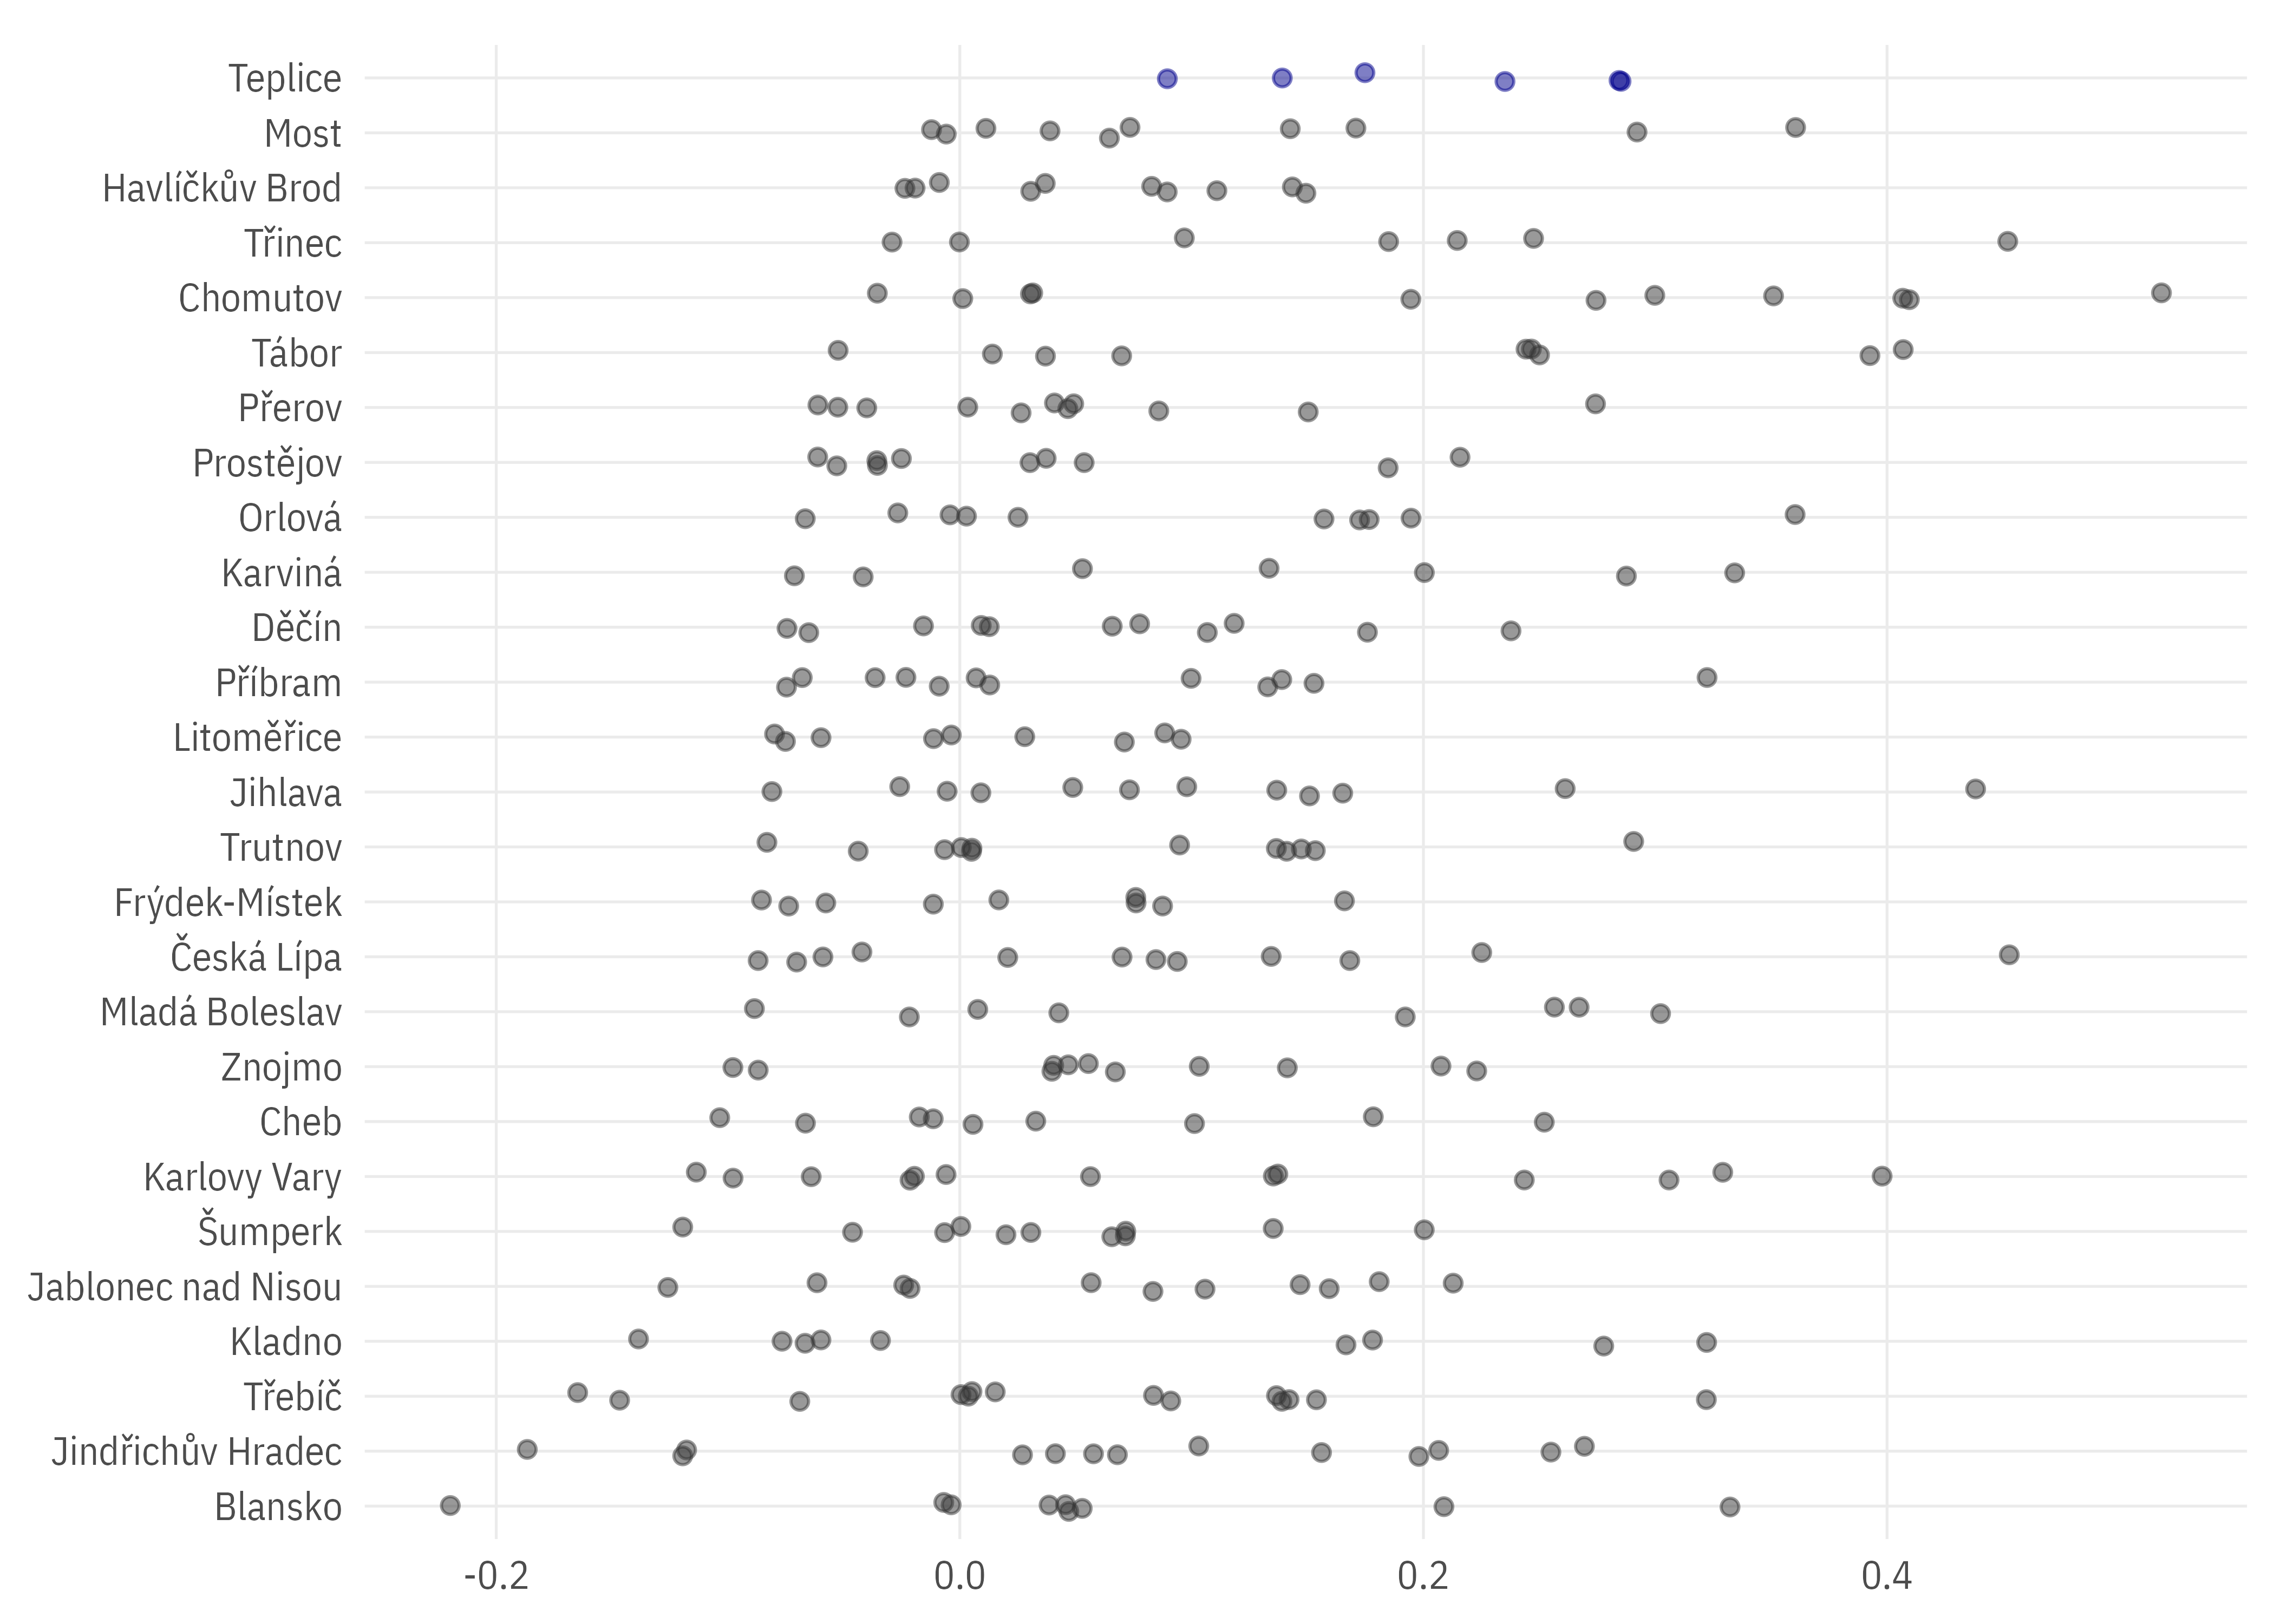 Teplice
Most
Havlíčkův Brod
Třinec
Chomutov
Tábor
Přerov
Prostějov
Orlová
Karviná
Děčín
Příbram
Litoměřice
Jihlava
Trutnov
Frýdek-Místek
Česká Lípa
Mladá Boleslav
Znojmo
Cheb
Karlovy Vary
Šumperk
Jablonec nad Nisou
Kladno
Třebíč
Jindřichův Hradec
Blansko
-0.2 0.0 0.2 0.4